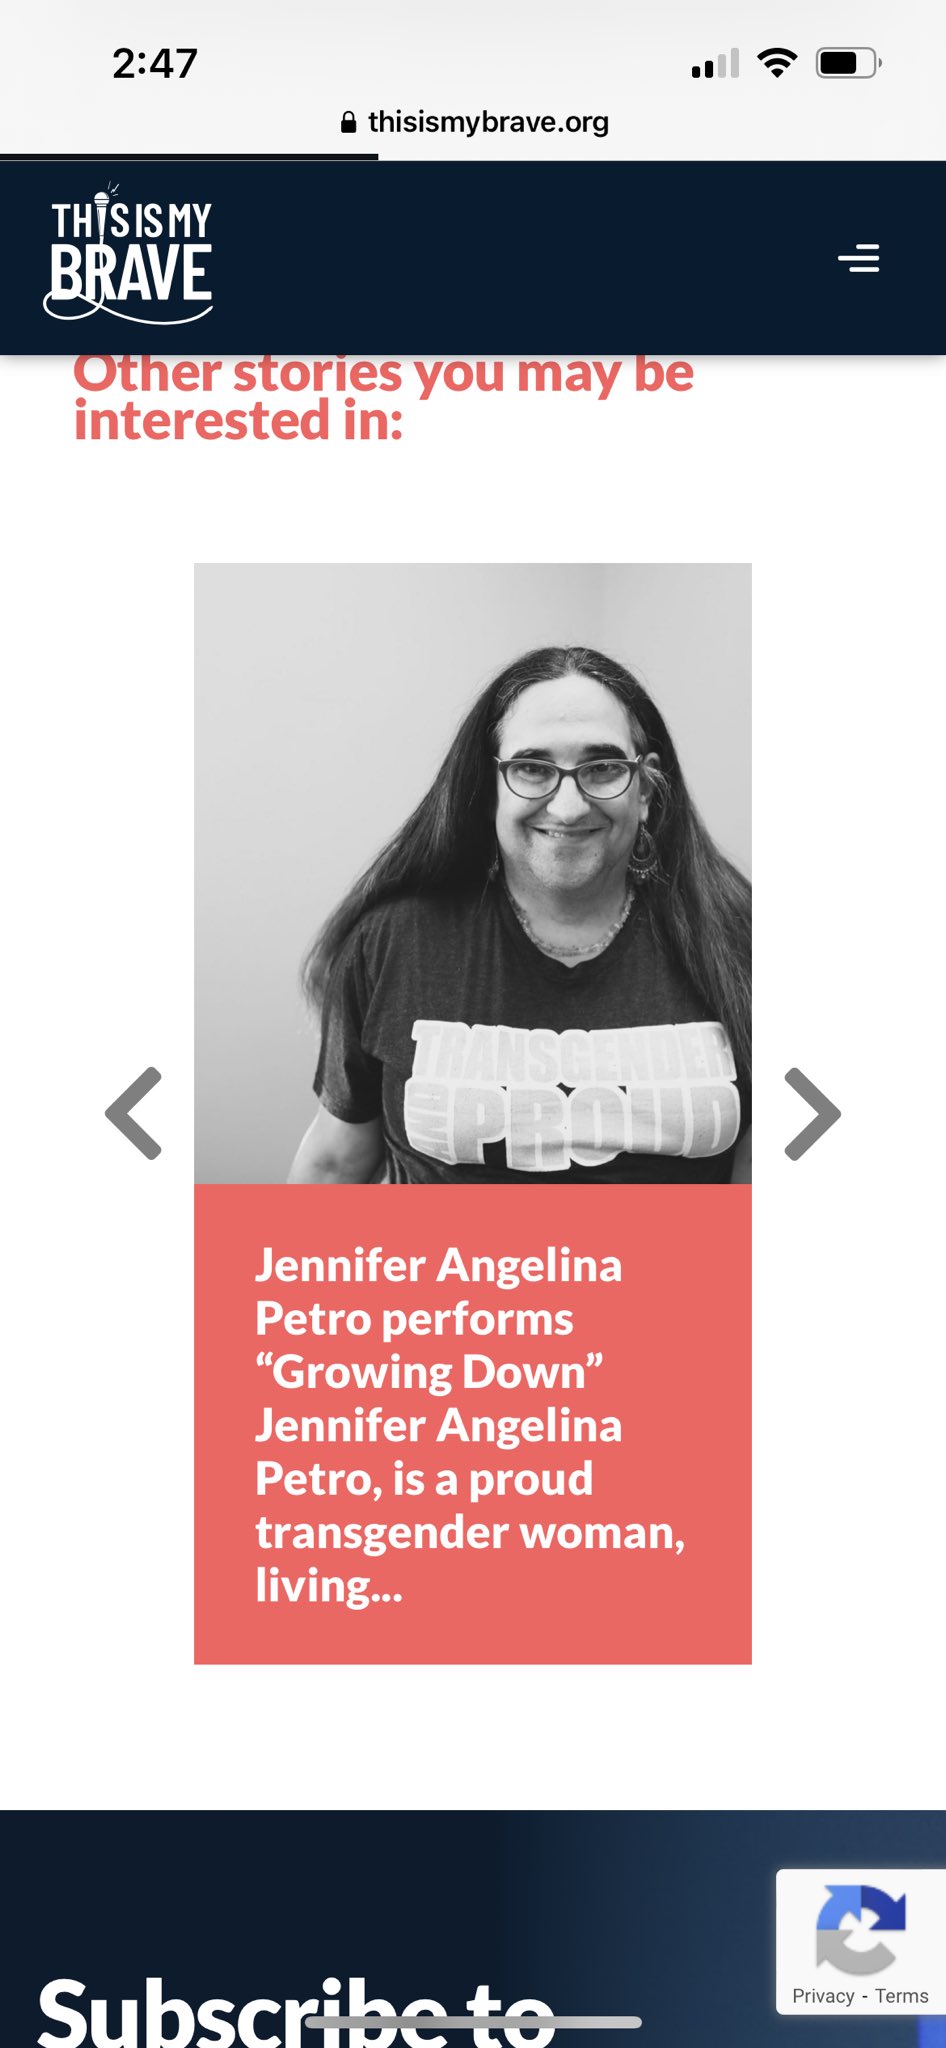 2:47
thisismybrave.org
THIS IS MY
BRAVE
Other stories you may be
interested in:
TRANSGENDER
AND PROUD
Jennifer Angelina
Petro performs
“Growing Down”
Jennifer Angelina
Petro, is a proud
transgender woman,
living...
Subscribe to
Privacy - Terms